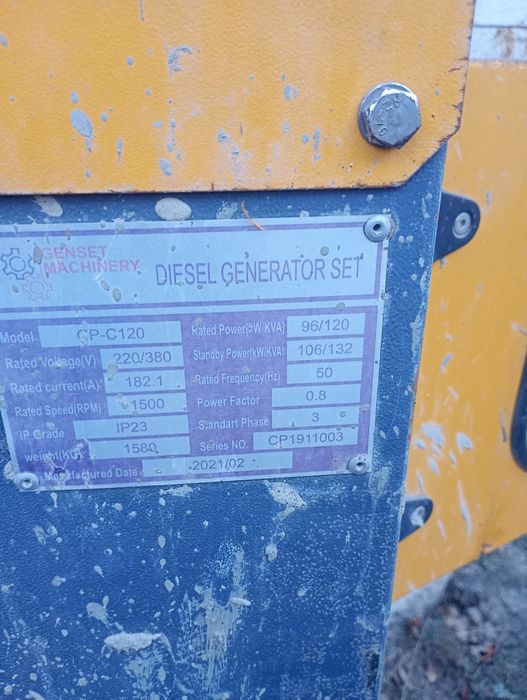 GENSET
MACHINERY
DIESEL GENERATOR SET
Model P-C120 Rated Power(kW/KVA) 96/120
Rated Voltage(V) 220/380 Standby Power(kW/KVA) 106/132
Rated current(A) 182.1 Rated Frequency(Hz) 50
Rated Speed(RPM) 1500 Power Factor 0.8
IP Grade IP23 Standart Phase 3
weight(KG) 1580 Series NO. CP1911003
Manufactured Date 2021/02